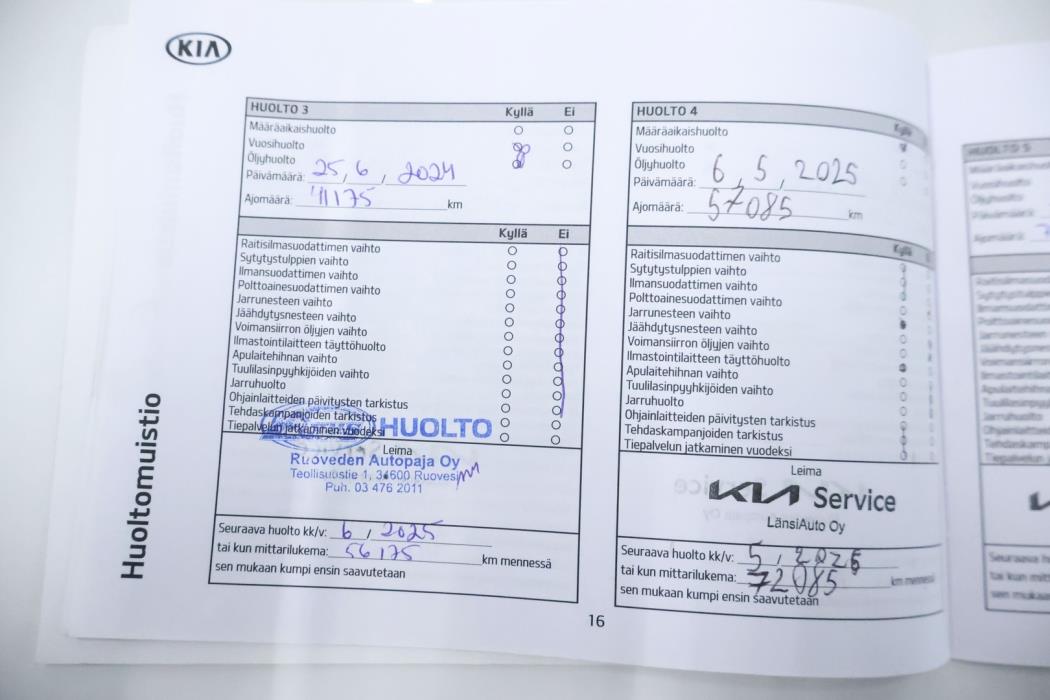 KIA
HUOLTO 3 Kyllä Ei
Määräaikaishuolto
Vuosihuolto
Öljyhuolto
Päivämäärä: 25, 6, 2024
Ajomäärä: 41175 km
Kyllä Ei
Raitisilmasuodattimen vaihto
Sytytystulppien vaihto
Ilmansuodattimen vaihto
Polttoainesuodattimen vaihto
Jarrunesteen vaihto
Jäähdytysnesteen vaihto
Voimansiirron öljyjen vaihto
Ilmastointilaitteen täyttöhuolto
Apulaitehihnan vaihto
Tuulilasinpyyhkijöiden vaihto
Jarruhuolto
Ohjainlaitteiden päivitysten tarkistus
Tehdaskampanjoiden tarkistus
Tiepalvelun jatkaminen vuodeksi
HUOLTO
Leima
Ruoveden Autopaja Oy
Teollisuustie 1, 34600 Ruovesi
Puh. 03 476 2011
Seuraava huolto kk/v: 6, 2025
tai kun mittarilukema: 56175 km mennessä
sen mukaan kumpi ensin saavutetaan
HUOLTO 4 Kyllä
Määräaikaishuolto
Vuosihuolto
Öljyhuolto
Päivämäärä: 6, 5, 2025
Ajomäärä: 57085 km
Kyllä
Raitisilmasuodattimen vaihto
Sytytystulppien vaihto
Ilmansuodattimen vaihto
Polttoainesuodattimen vaihto
Jarrunesteen vaihto
Jäähdytysnesteen vaihto
Voimansiirron öljyjen vaihto
Ilmastointilaitteen täyttöhuolto
Apulaitehihnan vaihto
Tuulilasinpyyhkijöiden vaihto
Jarruhuolto
Ohjainlaitteiden päivitysten tarkistus
Tehdaskampanjoiden tarkistus
Tiepalvelun jatkaminen vuodeksi
Leima
KIA Service
LänsiAuto Oy
Seuraava huolto kk/v: 5, 2026
tai kun mittarilukema: 72085 km mennessä
sen mukaan kumpi ensin saavutetaan
Huoltomuistio
16
HUOLTO 5